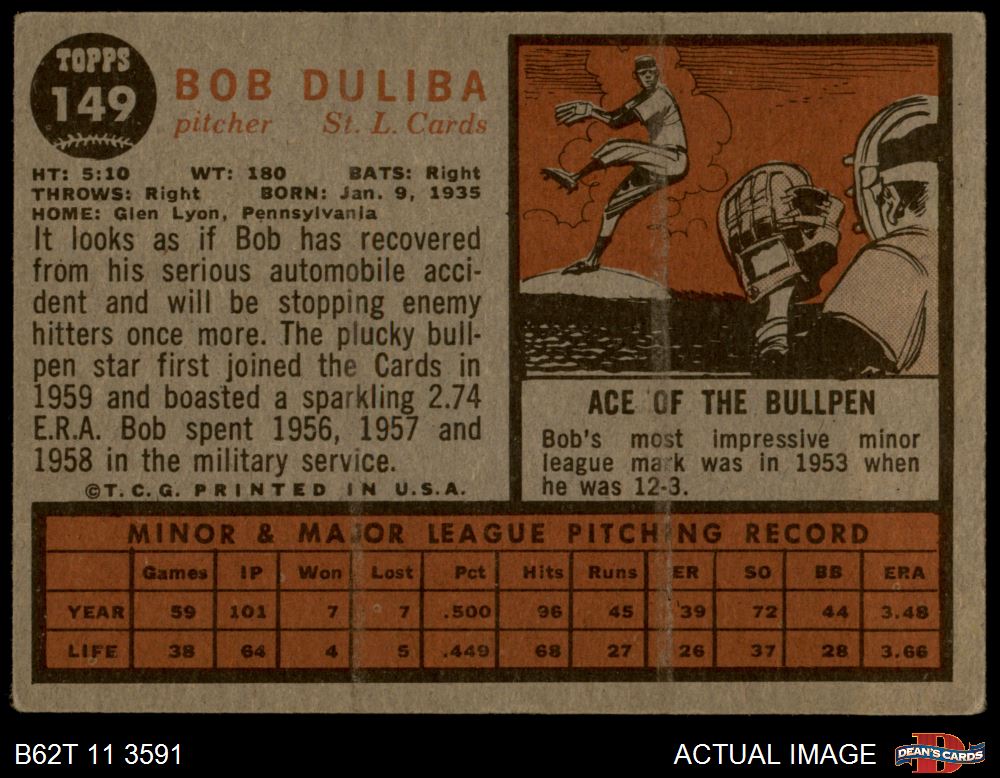 TOPPS
149
BOB DULIBA
pitcher St. L. Cards
HT: 5:10 WT: 180 BATS: Right
THROWS: Right BORN: Jan. 9, 1935
HOME: Glen Lyon, Pennsylvania
It looks as if Bob has recovered
from his serious automobile acci-
dent and will be stopping enemy
hitters once more. The plucky bull-
pen star first joined the Cards in
1959 and boasted a sparkling 2.74
E.R.A. Bob spent 1956, 1957 and
1958 in the military service.
©T.C.G. PRINTED IN U.S.A.
ACE OF THE BULLPEN
Bob's most impressive minor
league mark was in 1953 when
he was 12-3.
MINOR & MAJOR LEAGUE PITCHING RECORD
Games IP Won Lost Pct Hits Runs ER SO BB ERA
YEAR 59 101 7 7 .500 96 45 39 72 44 3.48
LIFE 38 64 4 5 .449 68 27 26 37 28 3.66
B62T 11 3591
ACTUAL IMAGE
D
DEAN'S CARDS